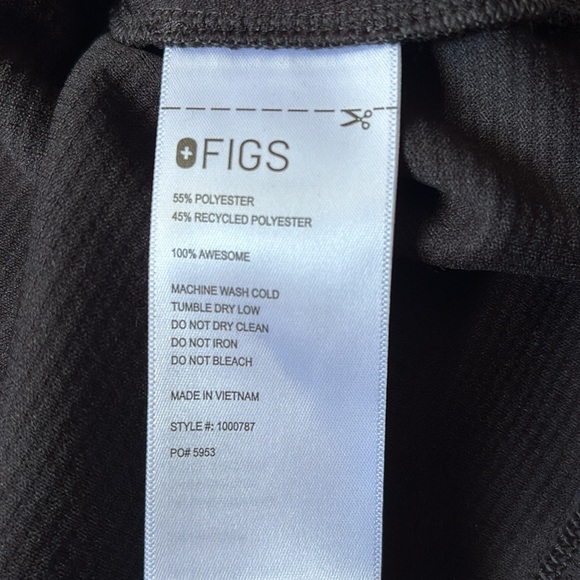 FIGS
55% POLYESTER
45% RECYCLED POLYESTER
100% AWESOME
MACHINE WASH COLD
TUMBLE DRY LOW
DO NOT DRY CLEAN
DO NOT IRON
DO NOT BLEACH
MADE IN VIETNAM
STYLE #: 1000787
PO# 5953